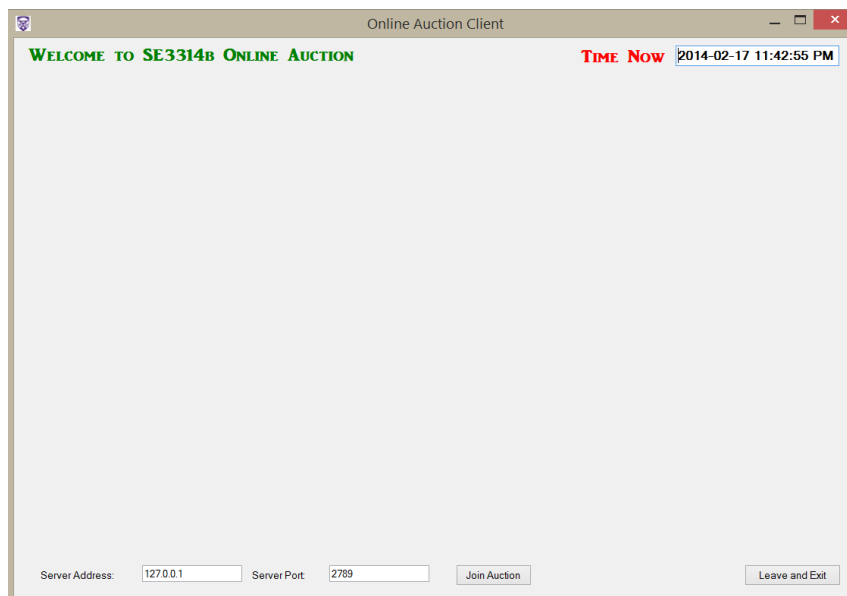 Online Auction Client
WELCOME TO SE3314B ONLINE AUCTION TIME NOW 2014-02-17 11:42:55 PM
Server Address: 127.0.0.1 Server Port: 2789 Join Auction Leave and Exit